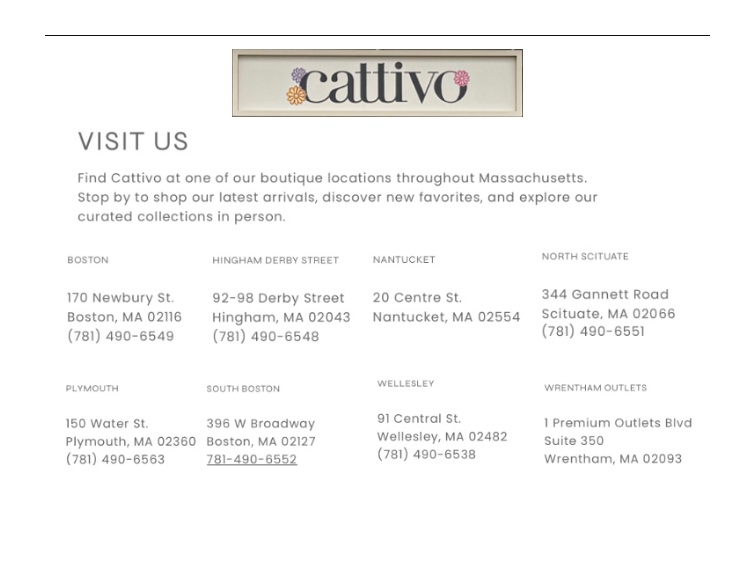 cattivo
VISIT US
Find Cattivo at one of our boutique locations throughout Massachusetts.
Stop by to shop our latest arrivals, discover new favorites, and explore our
curated collections in person.
BOSTON
170 Newbury St.
Boston, MA 02116
(781) 490-6549
HINGHAM DERBY STREET
92-98 Derby Street
Hingham, MA 02043
(781) 490-6548
NANTUCKET
20 Centre St.
Nantucket, MA 02554
NORTH SCITUATE
344 Gannett Road
Scituate, MA 02066
(781) 490-6551
PLYMOUTH
150 Water St.
Plymouth, MA 02360
(781) 490-6563
SOUTH BOSTON
396 W Broadway
Boston, MA 02127
781-490-6552
WELLESLEY
91 Central St.
Wellesley, MA 02482
(781) 490-6538
WRENTHAM OUTLETS
1 Premium Outlets Blvd
Suite 350
Wrentham, MA 02093